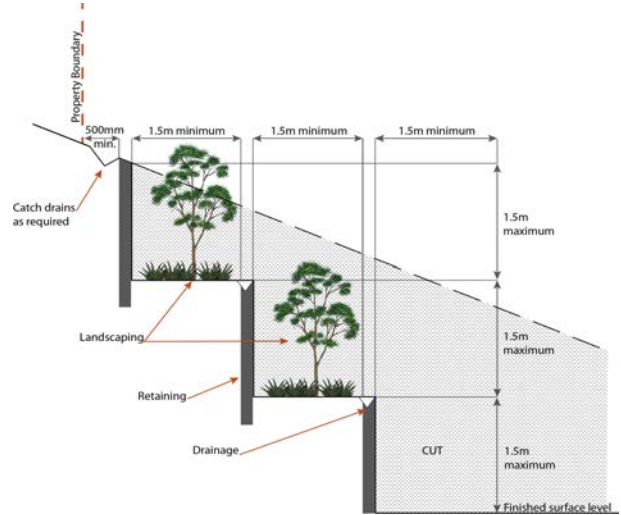 Property Boundary
500mm
min.
1.5m minimum
1.5m minimum
1.5m minimum
Catch drains
as required
1.5m
maximum
Landscaping
1.5m
maximum
Retaining
Drainage
CUT
1.5m
maximum
Finished surface level